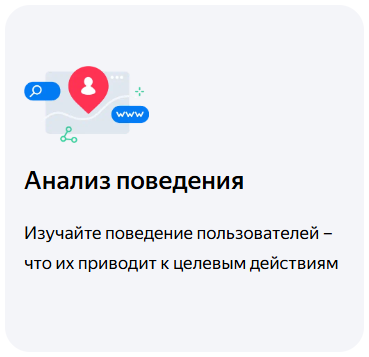 www
Анализ поведения
Изучайте поведение пользователей –
что их приводит к целевым действиям